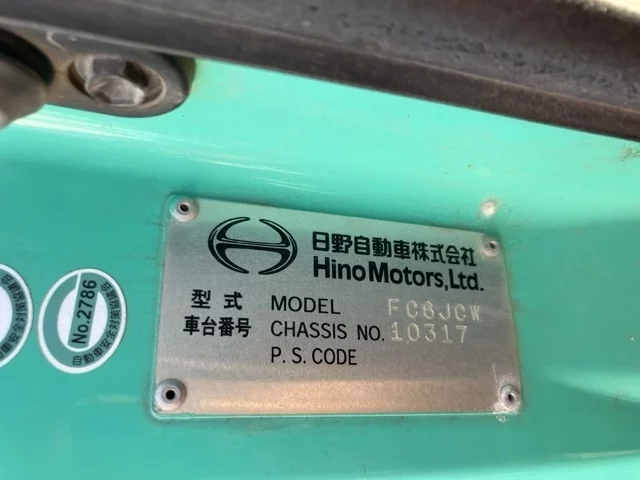 日野自動車株式会社
Hino Motors, Ltd.
型式 MODEL FC6JCW
車台番号 CHASSIS NO. 10317
P.S.CODE
No.2786